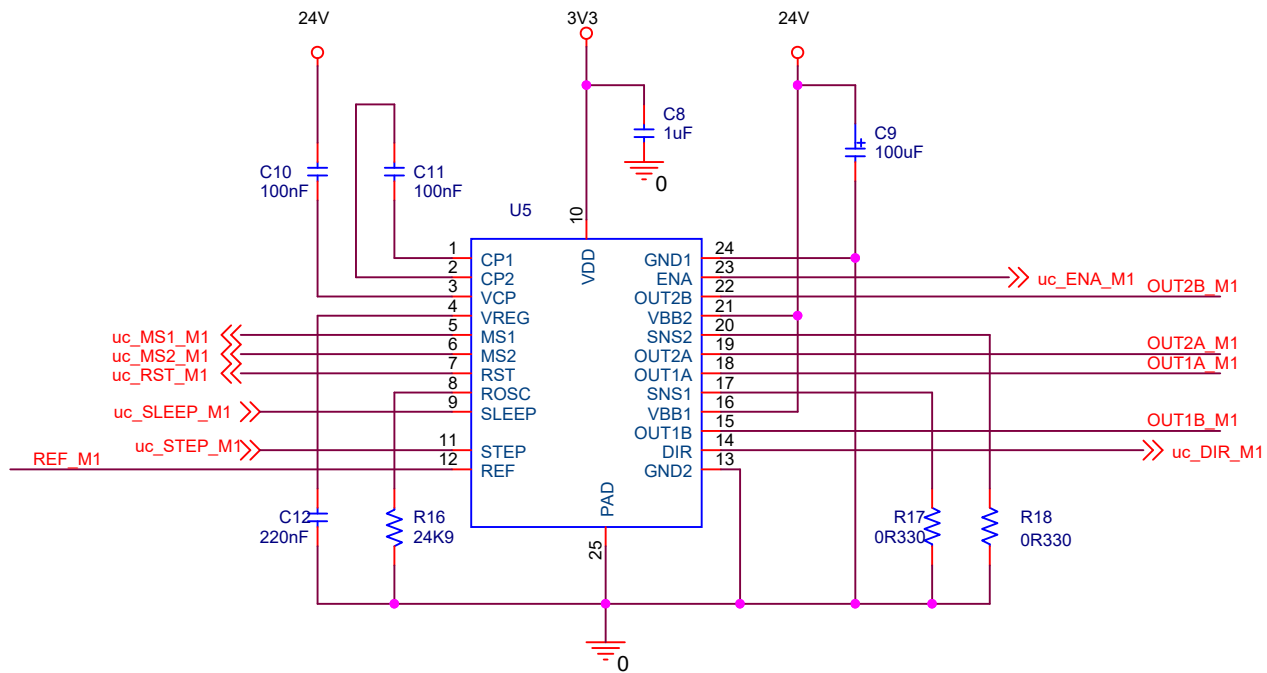 24V
3V3
24V
C8
1uF
0
C9
100uF
C10
100nF
C11
100nF
U5
10
VDD
1
CP1
2
CP2
3
VCP
4
VREG
5
MS1
6
MS2
7
RST
8
ROSC
9
SLEEP
11
STEP
12
REF
24
GND1
23
ENA
22
OUT2B
21
VBB2
20
SNS2
19
OUT2A
18
OUT1A
17
SNS1
16
VBB1
15
OUT1B
14
DIR
13
GND2
PAD
25
uc_MS1_M1
uc_MS2_M1
uc_RST_M1
uc_SLEEP_M1
uc_STEP_M1
REF_M1
uc_ENA_M1
OUT2B_M1
OUT2A_M1
OUT1A_M1
OUT1B_M1
uc_DIR_M1
C12
220nF
R16
24K9
R17
0R330
R18
0R330
0